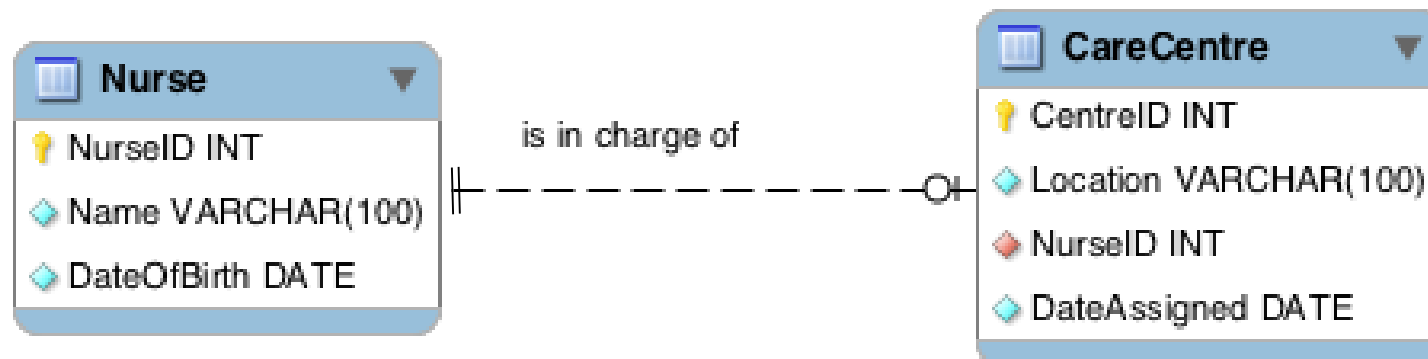 Nurse
NurseID INT
Name VARCHAR(100)
DateOfBirth DATE
is in charge of
CareCentre
CentreID INT
Location VARCHAR(100)
NurseID INT
DateAssigned DATE